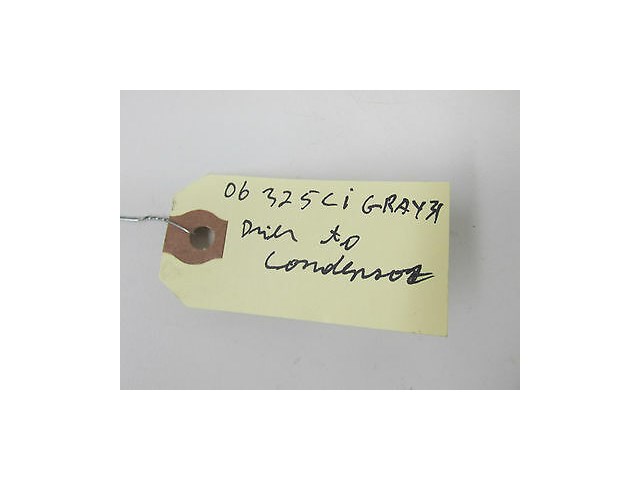 06 325Ci GRAY
Drier to
Condensor